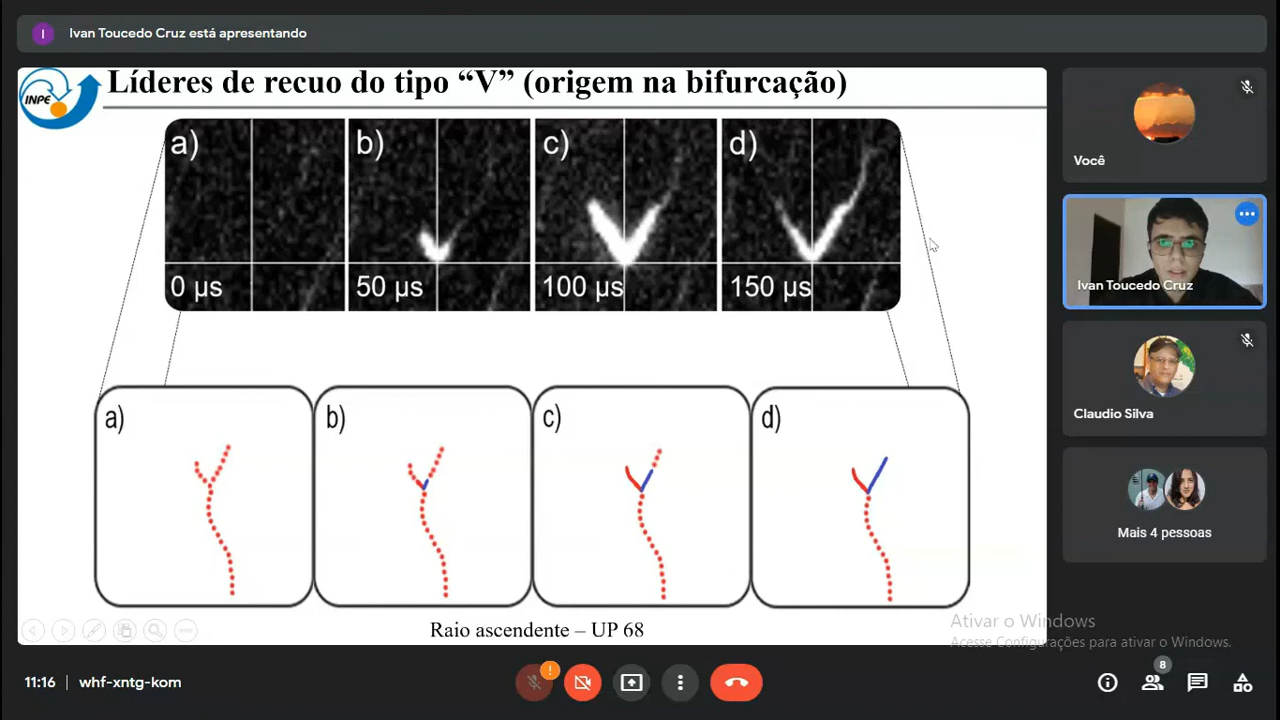 I
Ivan Toucedo Cruz está apresentando
INPE
Líderes de recuo do tipo “V” (origem na bifurcação)
a)
b)
c)
d)
0 µs
50 µs
100 µs
150 µs
a)
b)
c)
d)
Raio ascendente – UP 68
Você
Ivan Toucedo Cruz
Claudio Silva
Mais 4 pessoas
Ativar o Windows
Acesse Configurações para ativar o Windows.
11:16 | whf-xntg-kom
!
8